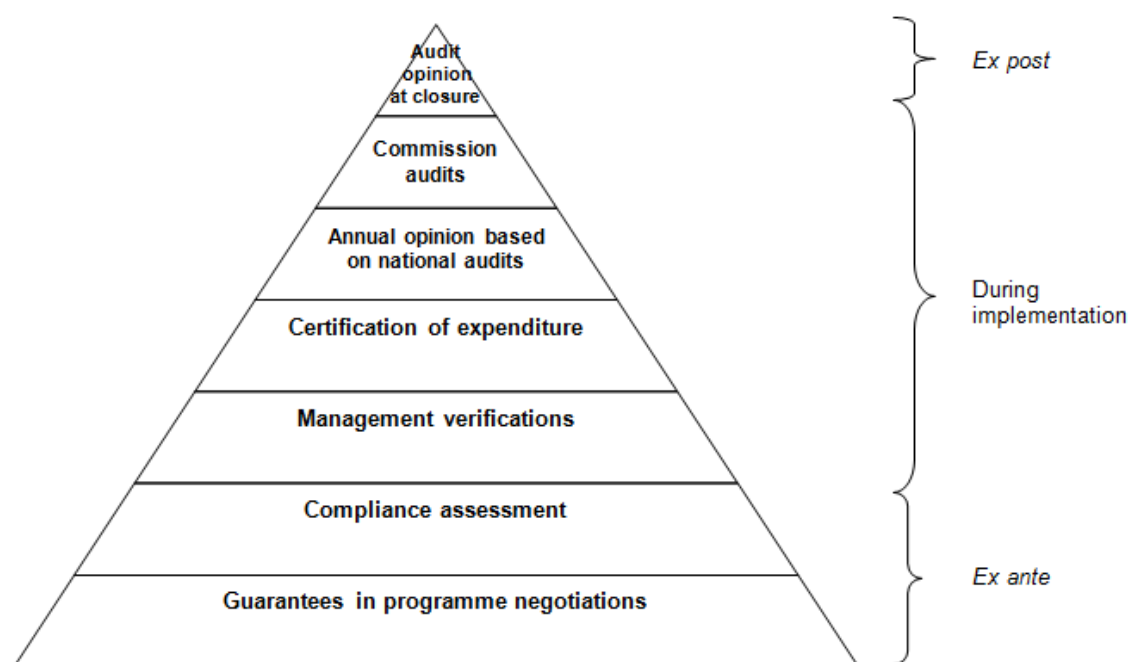 Audit
opinion
at closure
Ex post
Commission
audits
Annual opinion based
on national audits
Certification of expenditure
During
implementation
Management verifications
Compliance assessment
Guarantees in programme negotiations
Ex ante